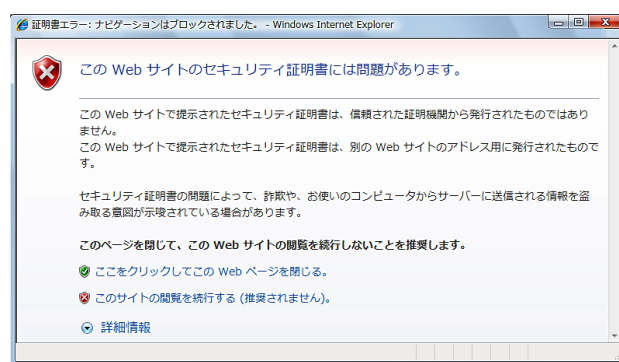 証明書エラー: ナビゲーションはブロックされました。 - Windows Internet Explorer
この Web サイトのセキュリティ証明書には問題があります。
この Web サイトで提示されたセキュリティ証明書は、信頼された証明機関から発行されたものではあり
ません。
この Web サイトで提示されたセキュリティ証明書は、別の Web サイトのアドレス用に発行されたもので
す。
セキュリティ証明書の問題によって、詐欺や、お使いのコンピュータからサーバーに送信される情報を盗
み取る意図が示唆されている場合があります。
このページを閉じて、この Web サイトの閲覧を続行しないことを推奨します。
ここをクリックしてこの Web ページを閉じる。
このサイトの閲覧を続行する (推奨されません)。
詳細情報